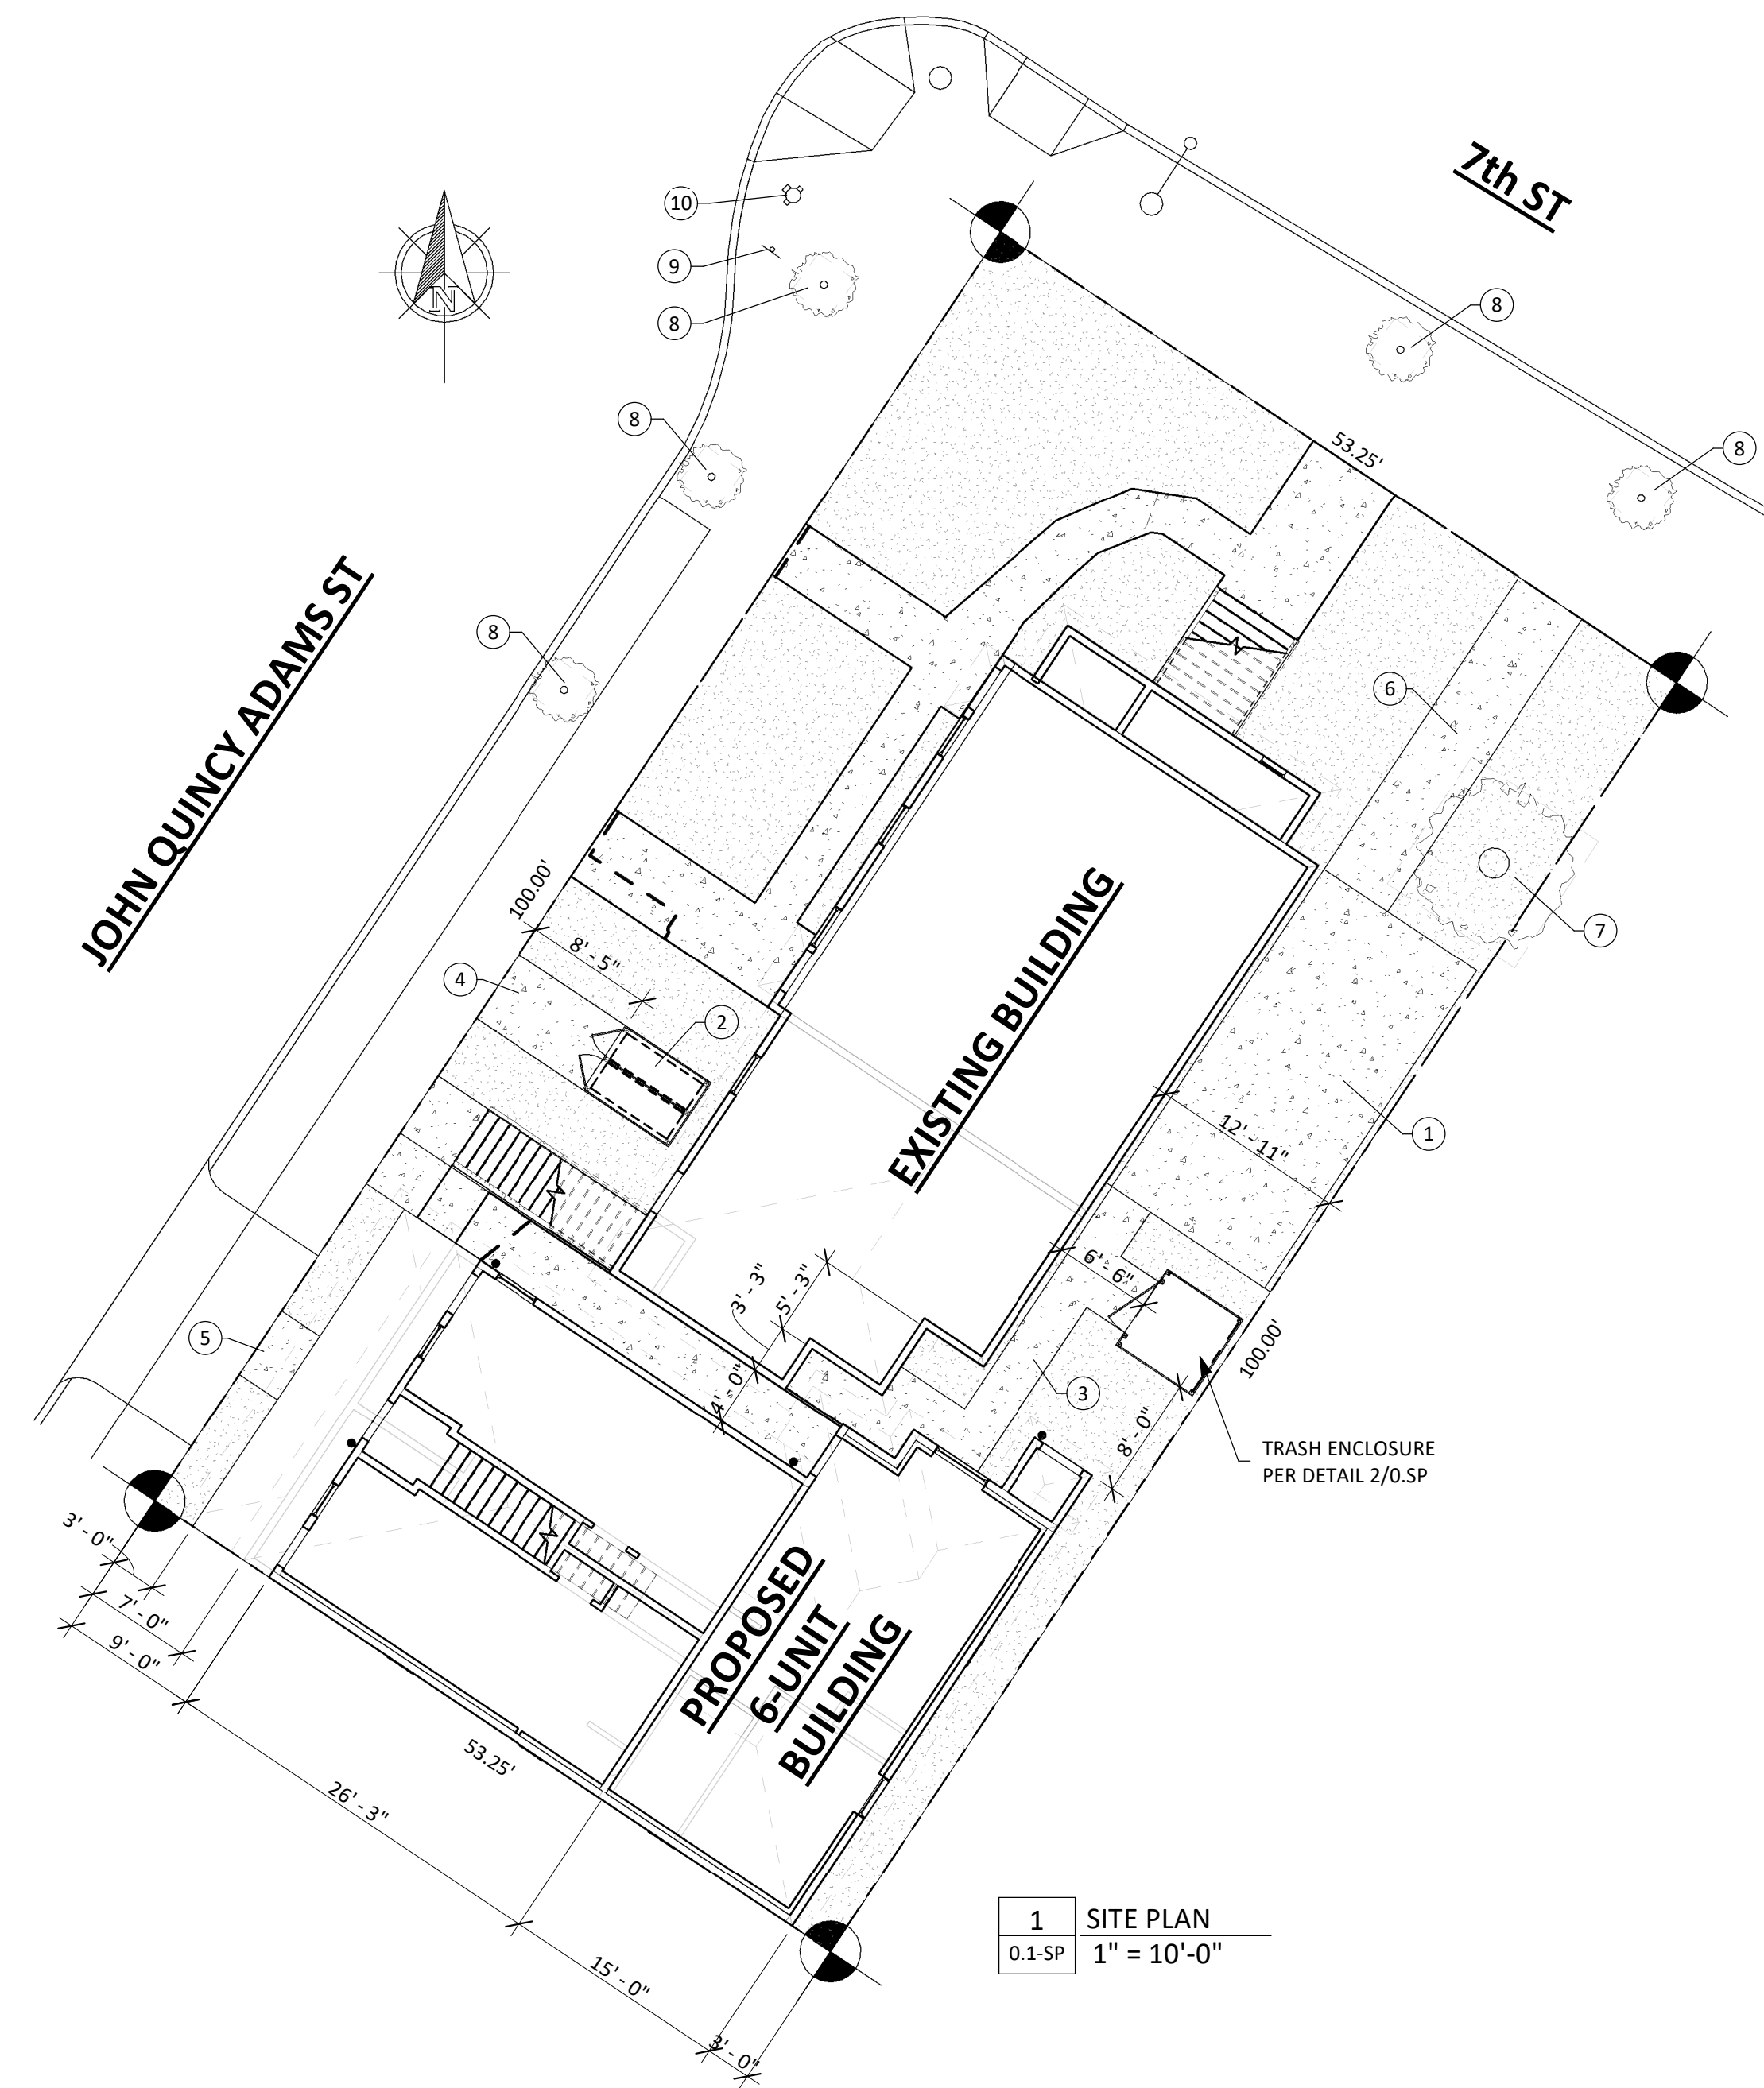 7th ST
10
9
8
8
8
8
8
N
53.25'
JOHN QUINCY ADAMS ST
6
7
100.00'
8' - 5"
4
2
EXISTING BUILDING
1
12' - 11"
6' - 6"
3' - 3"
5' - 3"
4' - 0"
5
3
100.00'
8' - 0"
TRASH ENCLOSURE
PER DETAIL 2/0.SP
3' - 0"
7' - 0"
9' - 0"
PROPOSED
6-UNIT
BUILDING
53.25'
26' - 3"
15' - 0"
3' - 0"
1
SITE PLAN
0.1-SP
1" = 10'-0"